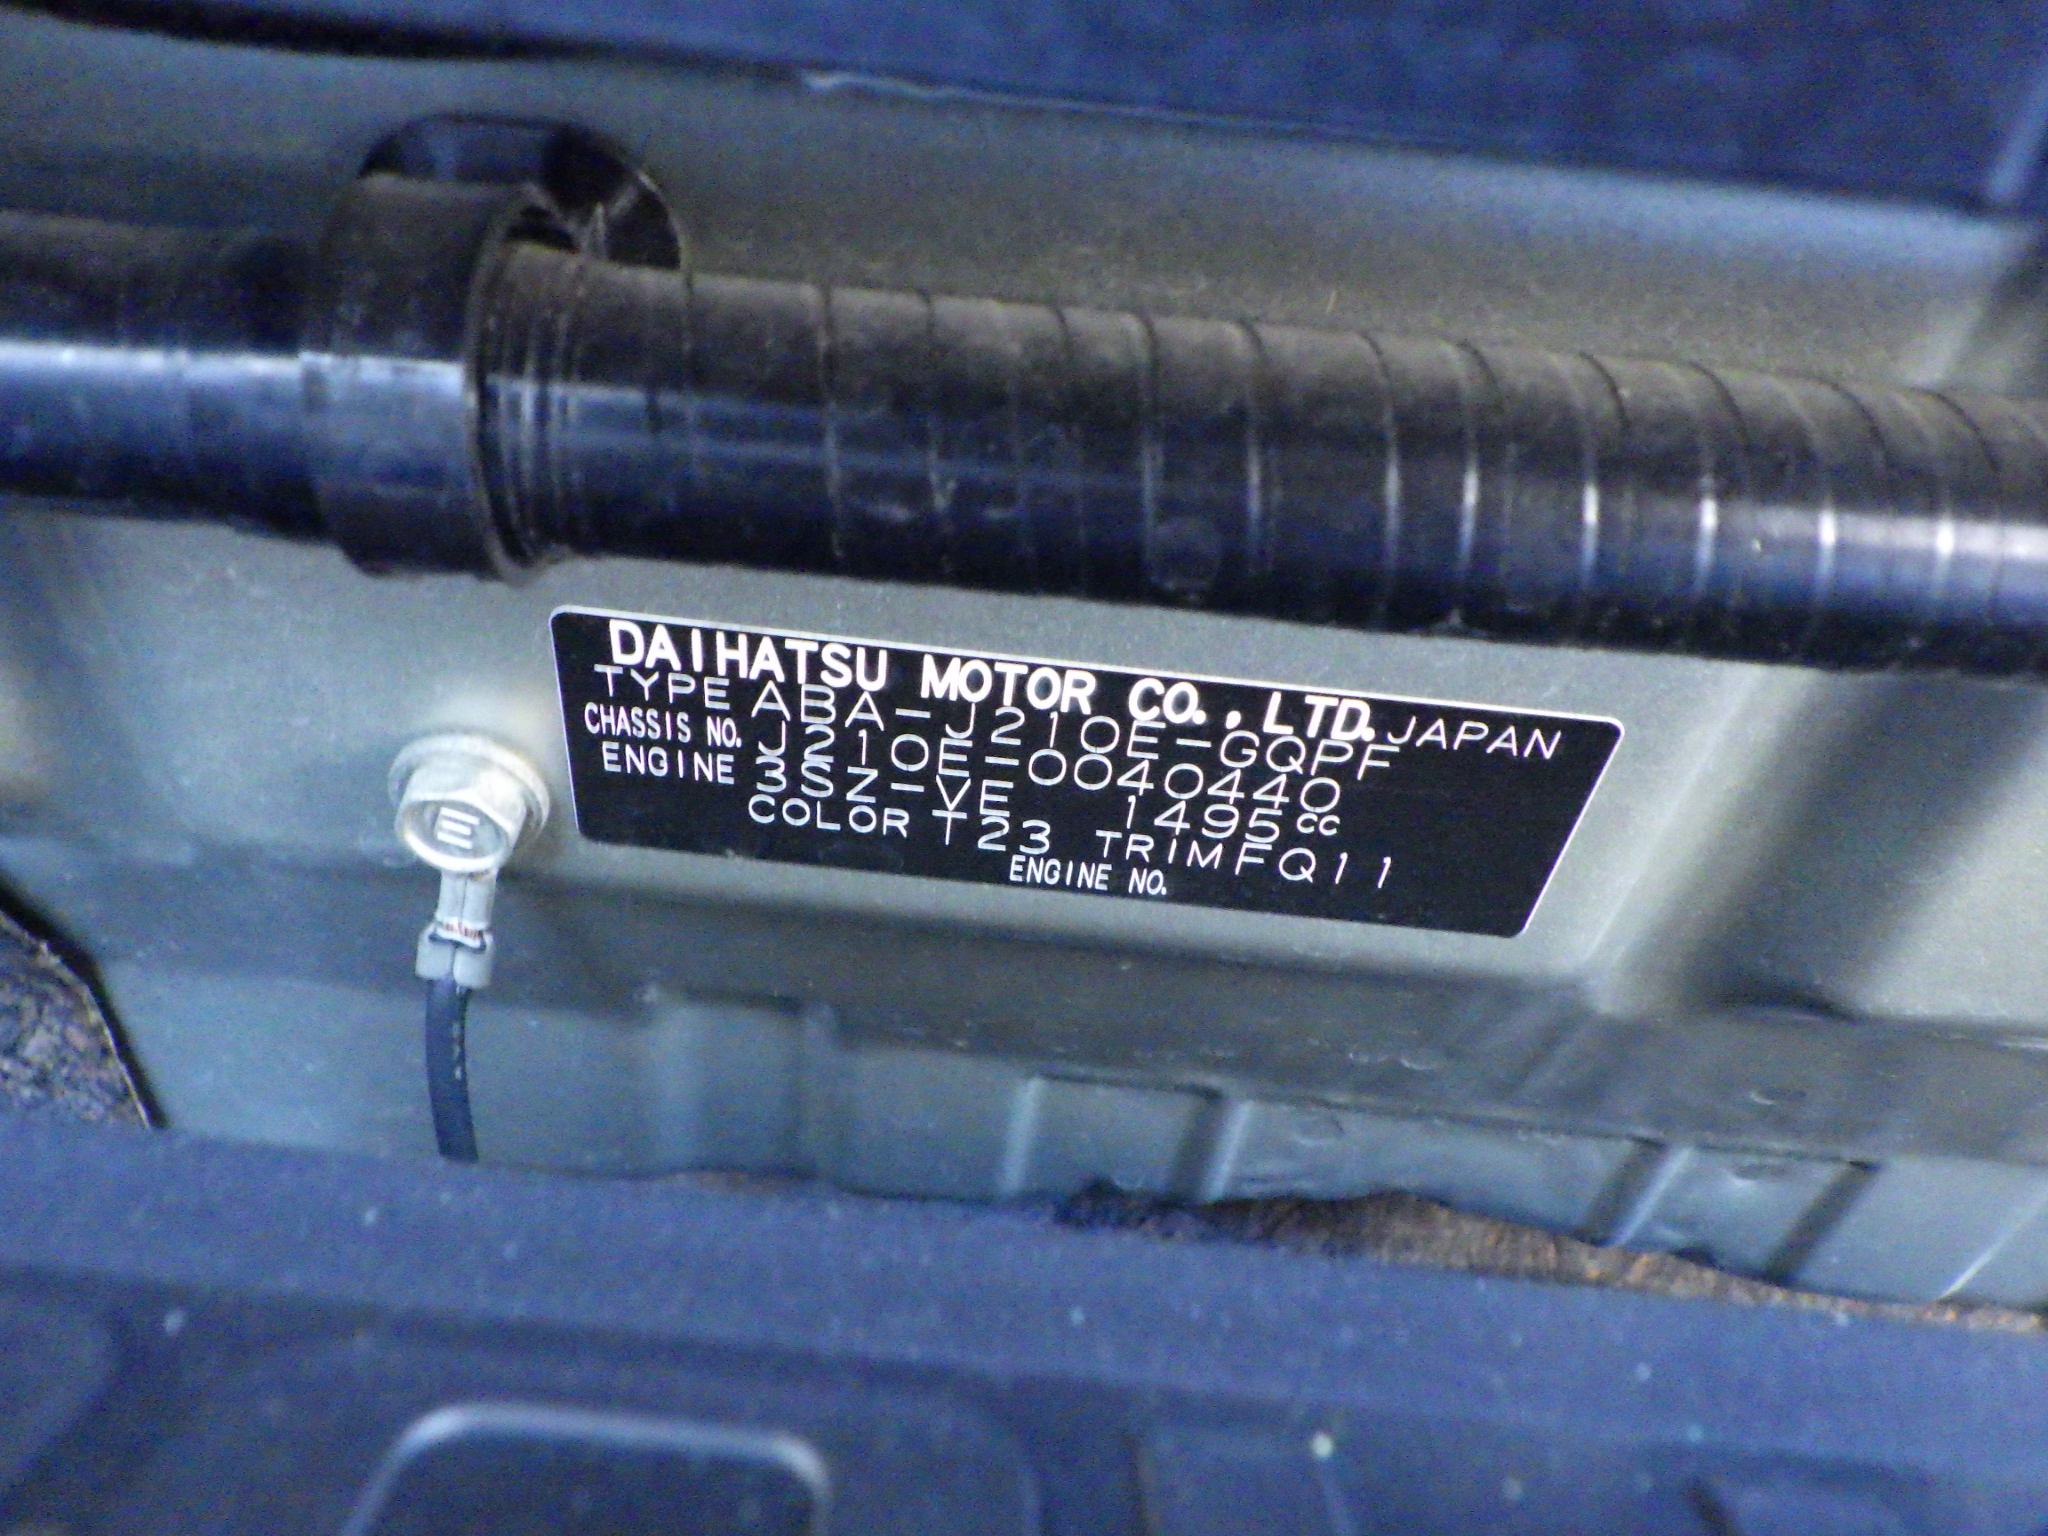 DAIHATSU MOTOR CO., LTD. JAPAN
TYPE ABA-J210E-GQPF
CHASSIS NO. J210E-0040440
ENGINE 3SZ-VE 1495cc
COLOR T23 TRIM FQ11
ENGINE NO.
E